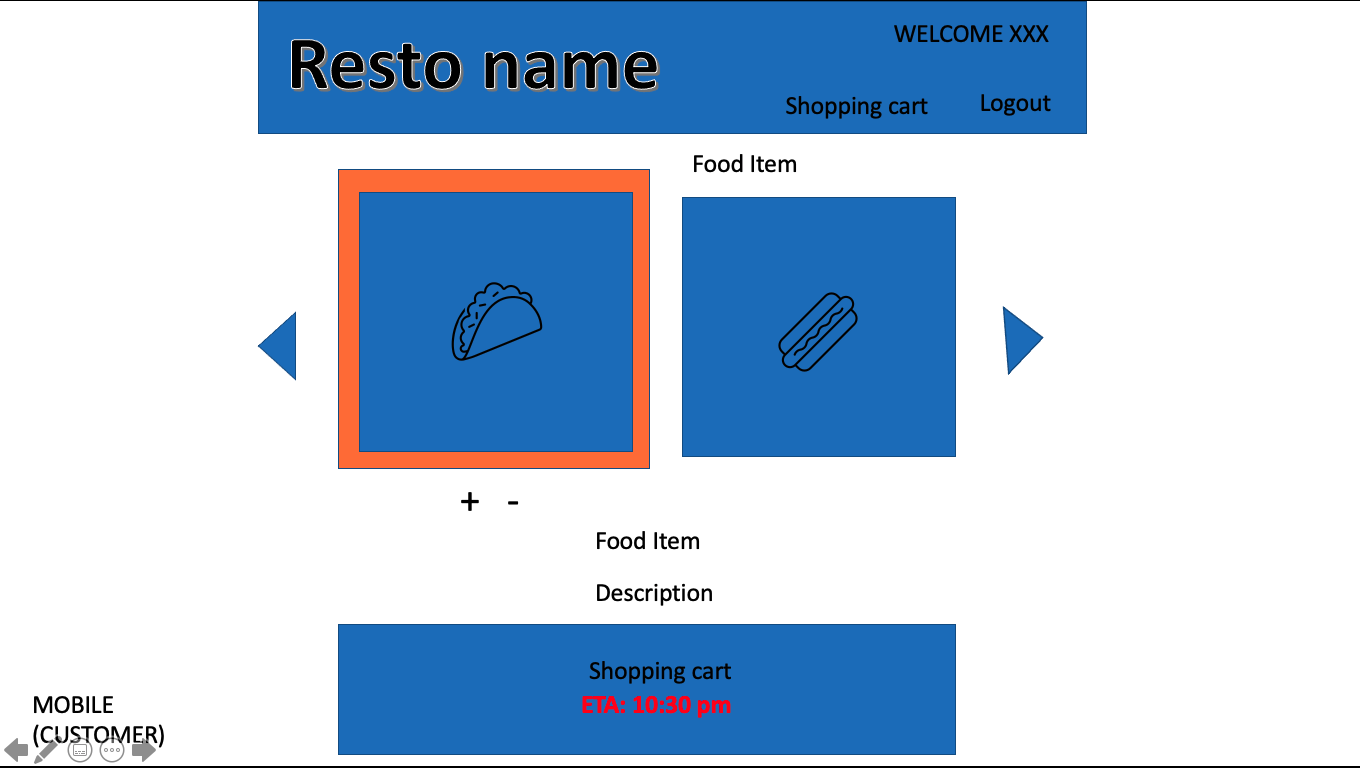 Resto name
WELCOME XXX
Shopping cart
Logout
Food Item
+ -
Food Item
Description
Shopping cart
ETA: 10:30 pm
MOBILE
(CUSTOMER)